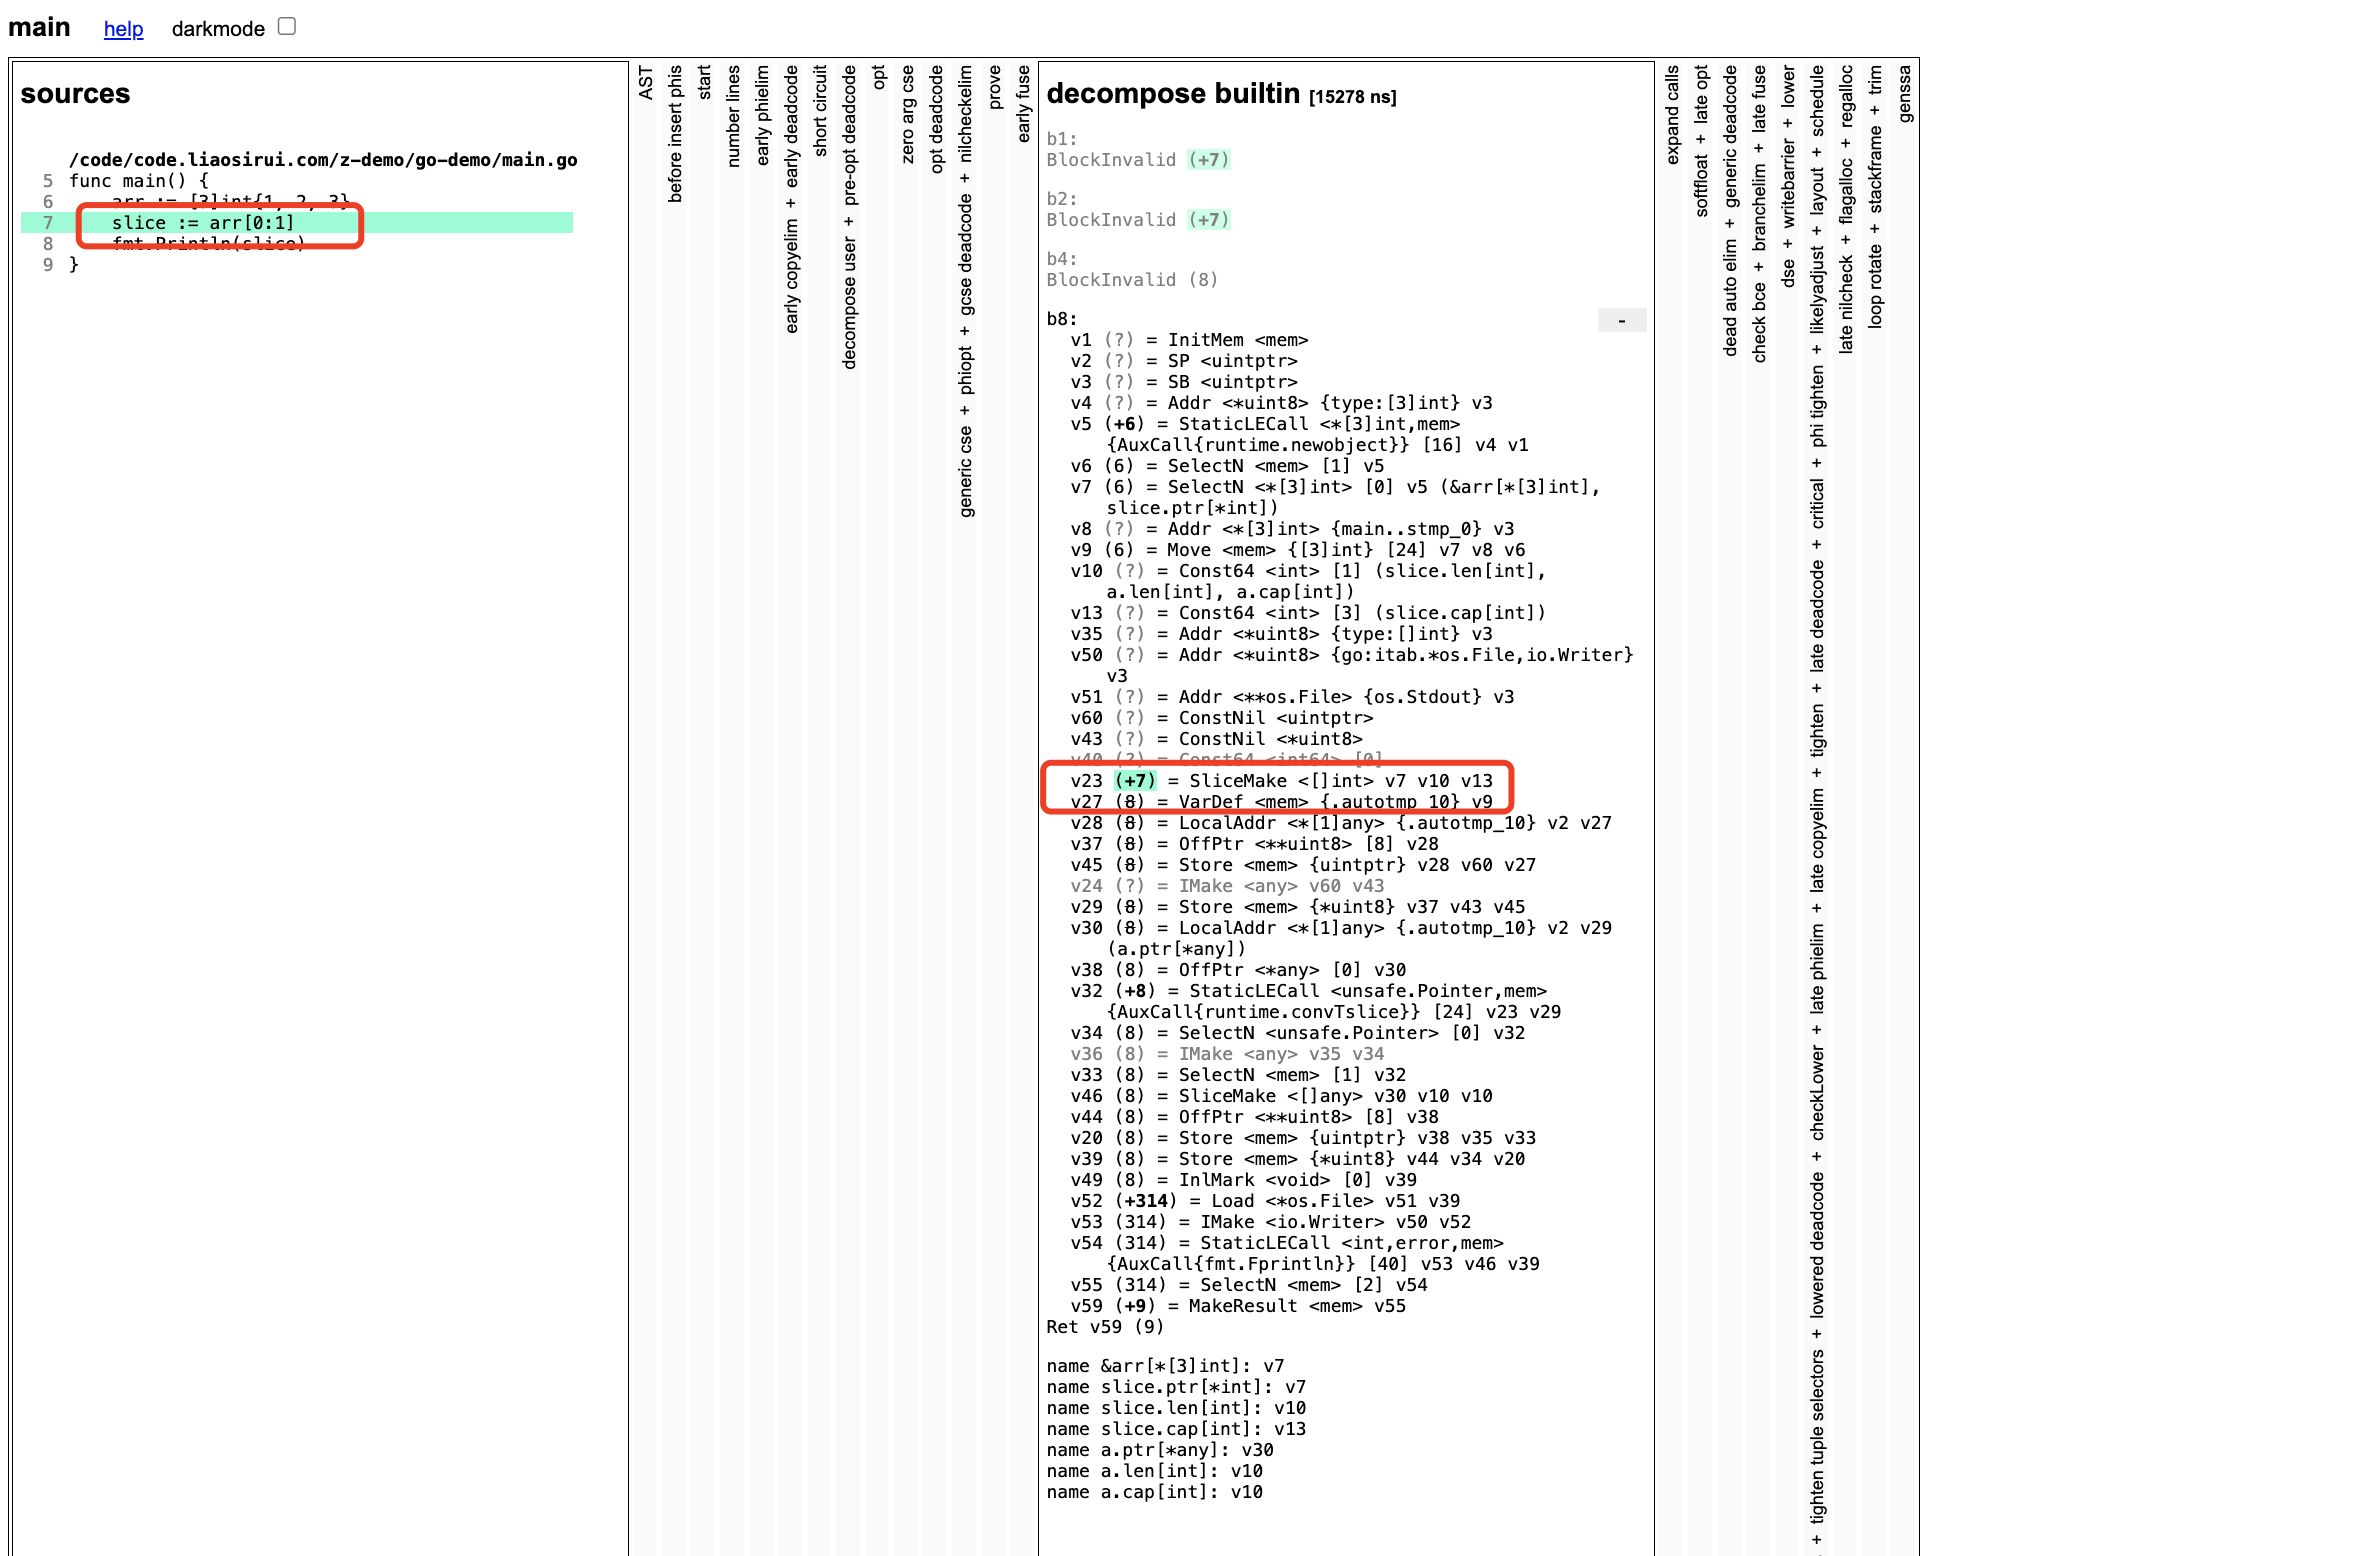 main help darkmode
sources
/code/code.liaosirui.com/z-demo/go-demo/main.go
5 func main() {
6 arr := [3]int{1, 2, 3}
7 slice := arr[0:1]
8 fmt.Println(slice)
9 }
AST
before insert phis
start
number lines
early phielim
early copyelim + early deadcode
short circuit
decompose user + pre-opt deadcode
opt
zero arg cse
opt deadcode
generic cse + phiopt + gcse deadcode + nilcheckelim
prove
early fuse
decompose builtin [15278 ns]
b1:
BlockInvalid (+7)
b2:
BlockInvalid (+7)
b4:
BlockInvalid (8)
b8:
-
v1 (?) = InitMem <mem>
v2 (?) = SP <uintptr>
v3 (?) = SB <uintptr>
v4 (?) = Addr <*uint8> {type:[3]int} v3
v5 (+6) = StaticLECall <*[3]int,mem>
{AuxCall{runtime.newobject}} [16] v4 v1
v6 (6) = SelectN <mem> [1] v5
v7 (6) = SelectN <*[3]int> [0] v5 (&arr[*[3]int],
slice.ptr[*int])
v8 (?) = Addr <*[3]int> {main..stmp_0} v3
v9 (6) = Move <mem> {[3]int} [24] v7 v8 v6
v10 (?) = Const64 <int> [1] (slice.len[int],
a.len[int], a.cap[int])
v13 (?) = Const64 <int> [3] (slice.cap[int])
v35 (?) = Addr <*uint8> {type:[]int} v3
v50 (?) = Addr <*uint8> {go:itab.*os.File,io.Writer}
v3
v51 (?) = Addr <**os.File> {os.Stdout} v3
v60 (?) = ConstNil <uintptr>
v43 (?) = ConstNil <*uint8>
v40 (?) = Const64 <int64> [0]
v23 (+7) = SliceMake <[]int> v7 v10 v13
v27 (8) = VarDef <mem> {.autotmp_10} v9
v28 (8) = LocalAddr <*[1]any> {.autotmp_10} v2 v27
v37 (8) = OffPtr <**uint8> [8] v28
v45 (8) = Store <mem> {uintptr} v28 v60 v27
v24 (?) = IMake <any> v60 v43
v29 (8) = Store <mem> {*uint8} v37 v43 v45
v30 (8) = LocalAddr <*[1]any> {.autotmp_10} v2 v29
(a.ptr[*any])
v38 (8) = OffPtr <*any> [0] v30
v32 (+8) = StaticLECall <unsafe.Pointer,mem>
{AuxCall{runtime.convTslice}} [24] v23 v29
v34 (8) = SelectN <unsafe.Pointer> [0] v32
v36 (8) = IMake <any> v35 v34
v33 (8) = SelectN <mem> [1] v32
v46 (8) = SliceMake <[]any> v30 v10 v10
v44 (8) = OffPtr <**uint8> [8] v38
v20 (8) = Store <mem> {uintptr} v38 v35 v33
v39 (8) = Store <mem> {*uint8} v44 v34 v20
v49 (8) = InlMark <void> [0] v39
v52 (+314) = Load <*os.File> v51 v39
v53 (314) = IMake <io.Writer> v50 v52
v54 (314) = StaticLECall <int,error,mem>
{AuxCall{fmt.Fprintln}} [40] v53 v46 v39
v55 (314) = SelectN <mem> [2] v54
v59 (+9) = MakeResult <mem> v55
Ret v59 (9)
name &arr[*[3]int]: v7
name slice.ptr[*int]: v7
name slice.len[int]: v10
name slice.cap[int]: v13
name a.ptr[*any]: v30
name a.len[int]: v10
name a.cap[int]: v10
expand calls
softfloat + late opt
dead auto elim + generic deadcode
check bce + branchelim + late fuse
dse + writebarrier + lower
+ tighten tuple selectors + lowered deadcode + checkLower + late phielim + late copyelim + tighten + late deadcode + critical + phi tighten + likelyadjust + layout + schedule
late nilcheck + flagalloc + regalloc
loop rotate + stackframe + trim
genssa